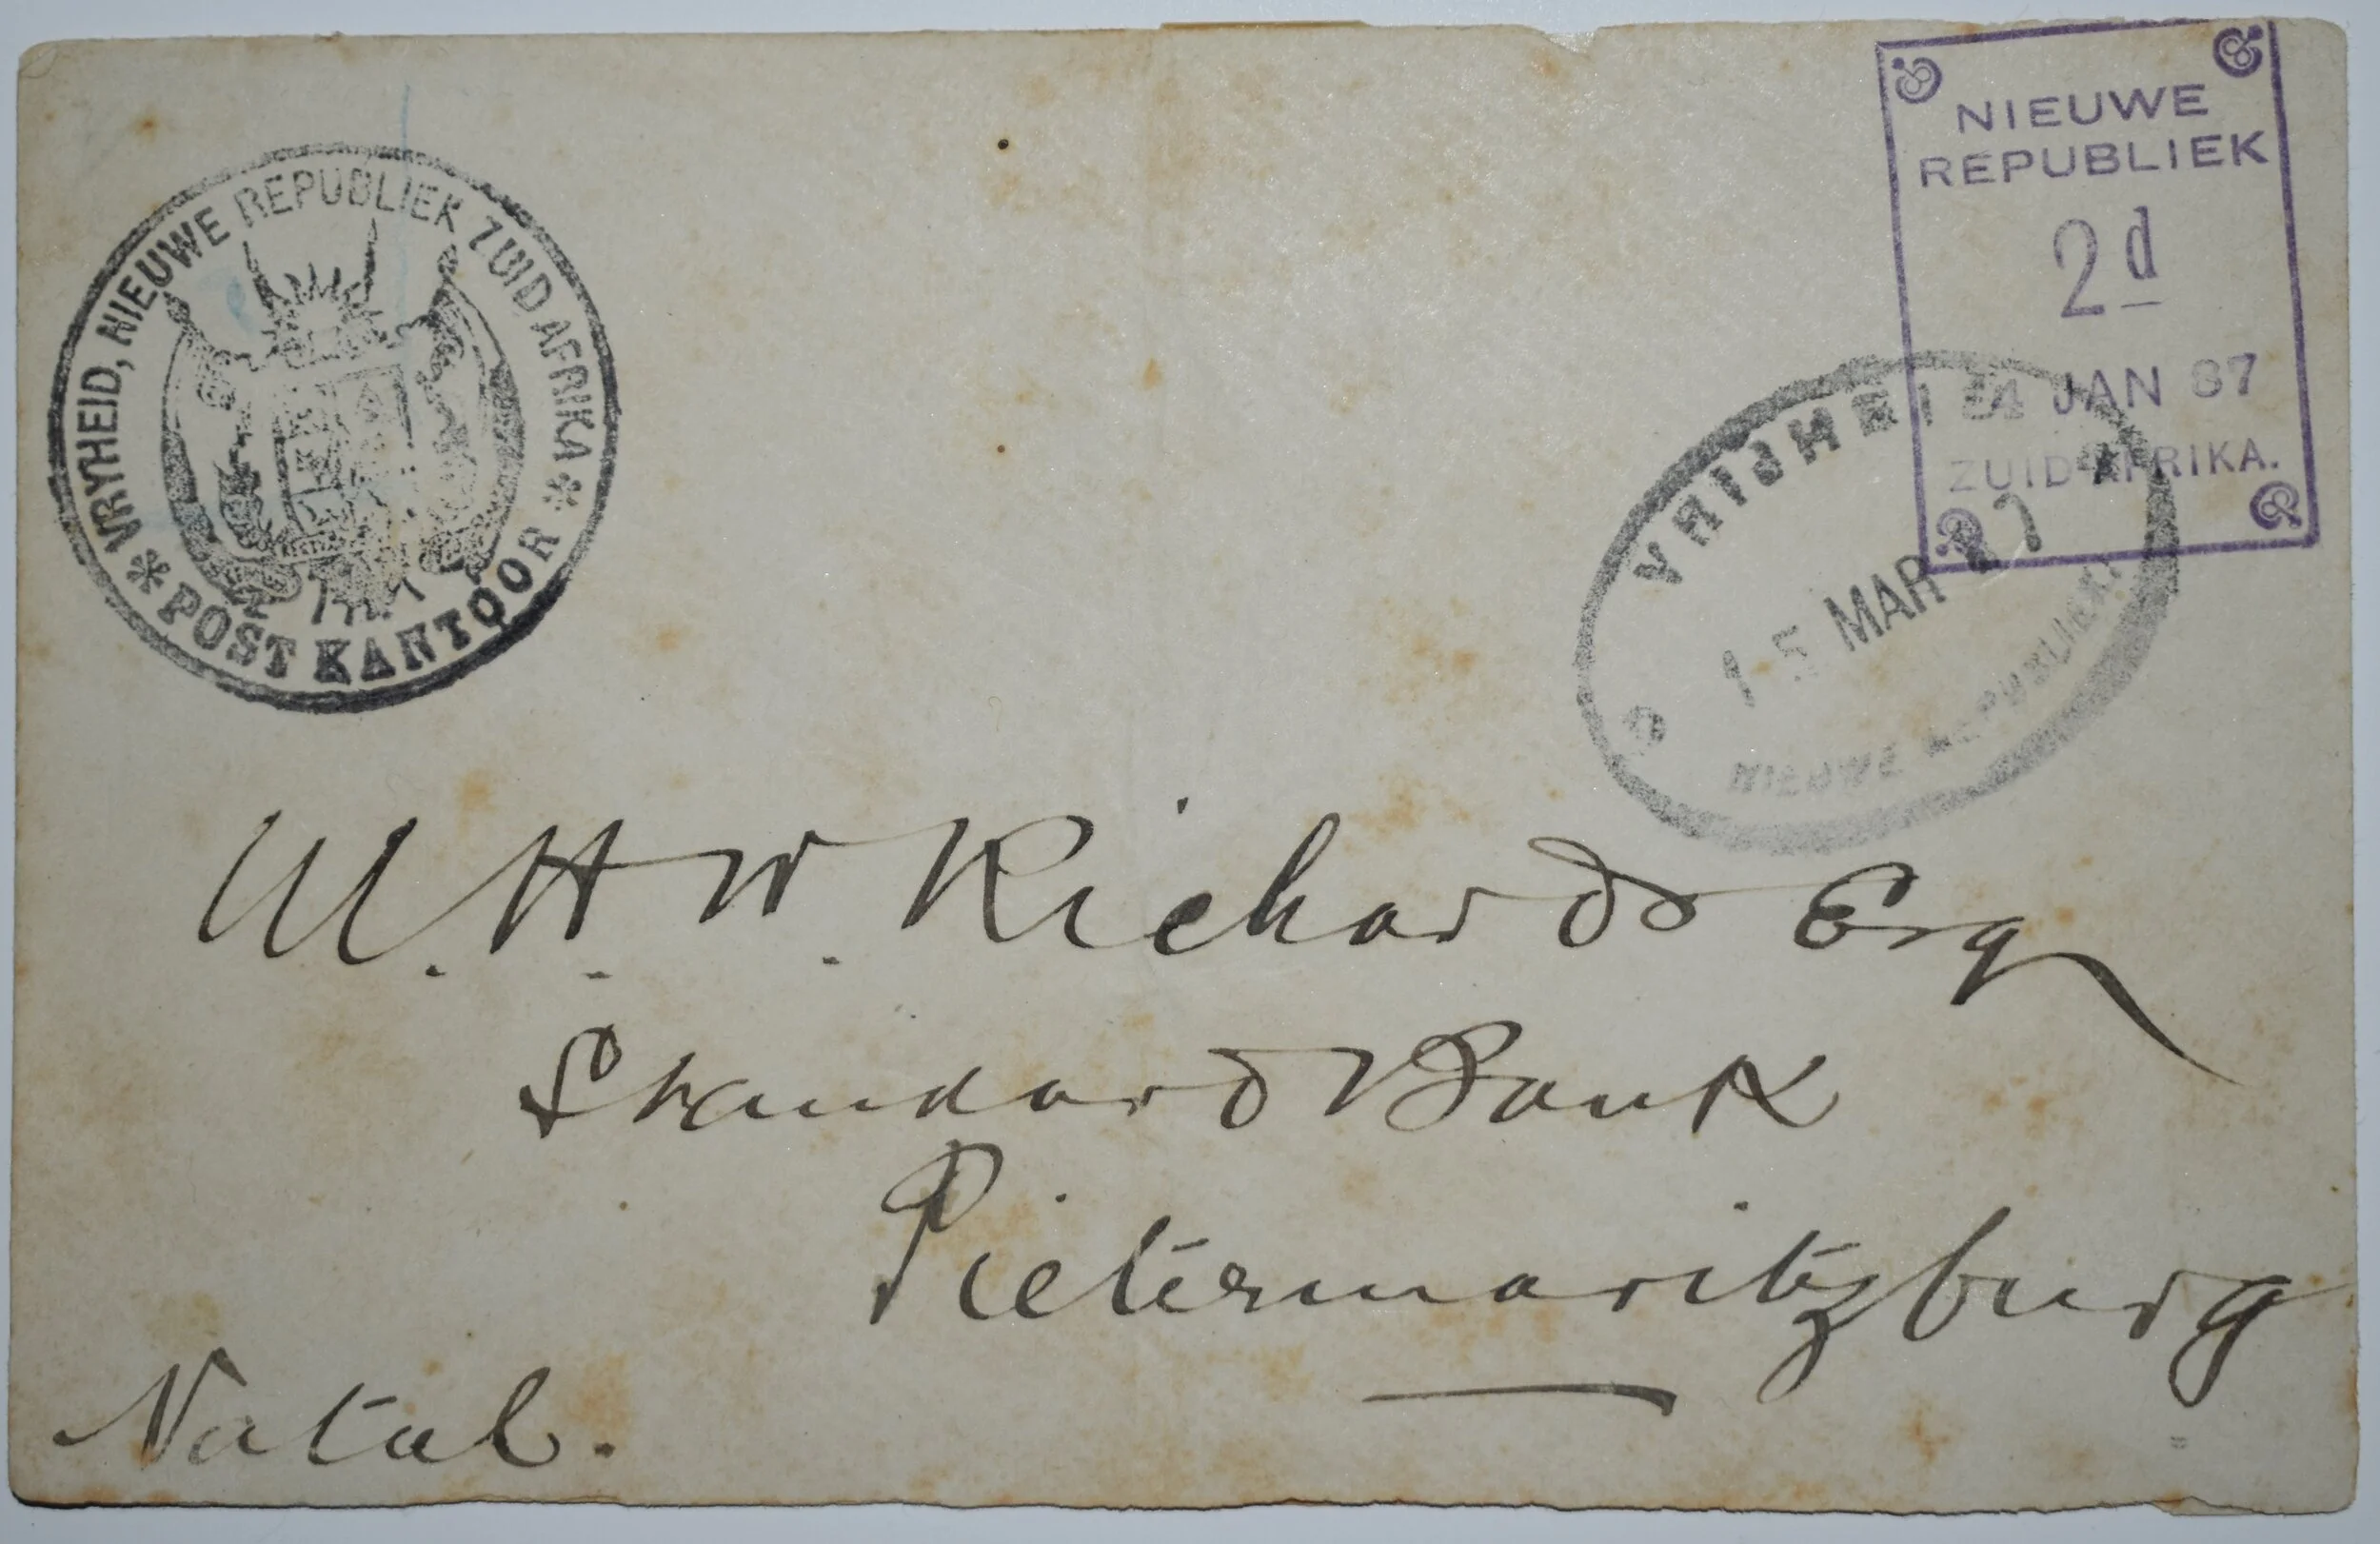 VRYHEID, NIEUWE REPUBLIEK ZUID AFRIKA
* POST KANTOOR *
NIEUWE
REPUBLIEK
2d
JAN 87
ZUID-AFRIKA.
VRIJHEID
15 MAR 87
NIEUWE REPUBLIEK.
M. H. W. Richards Esq
Standard Bank
Pietermaritzburg
Natal.